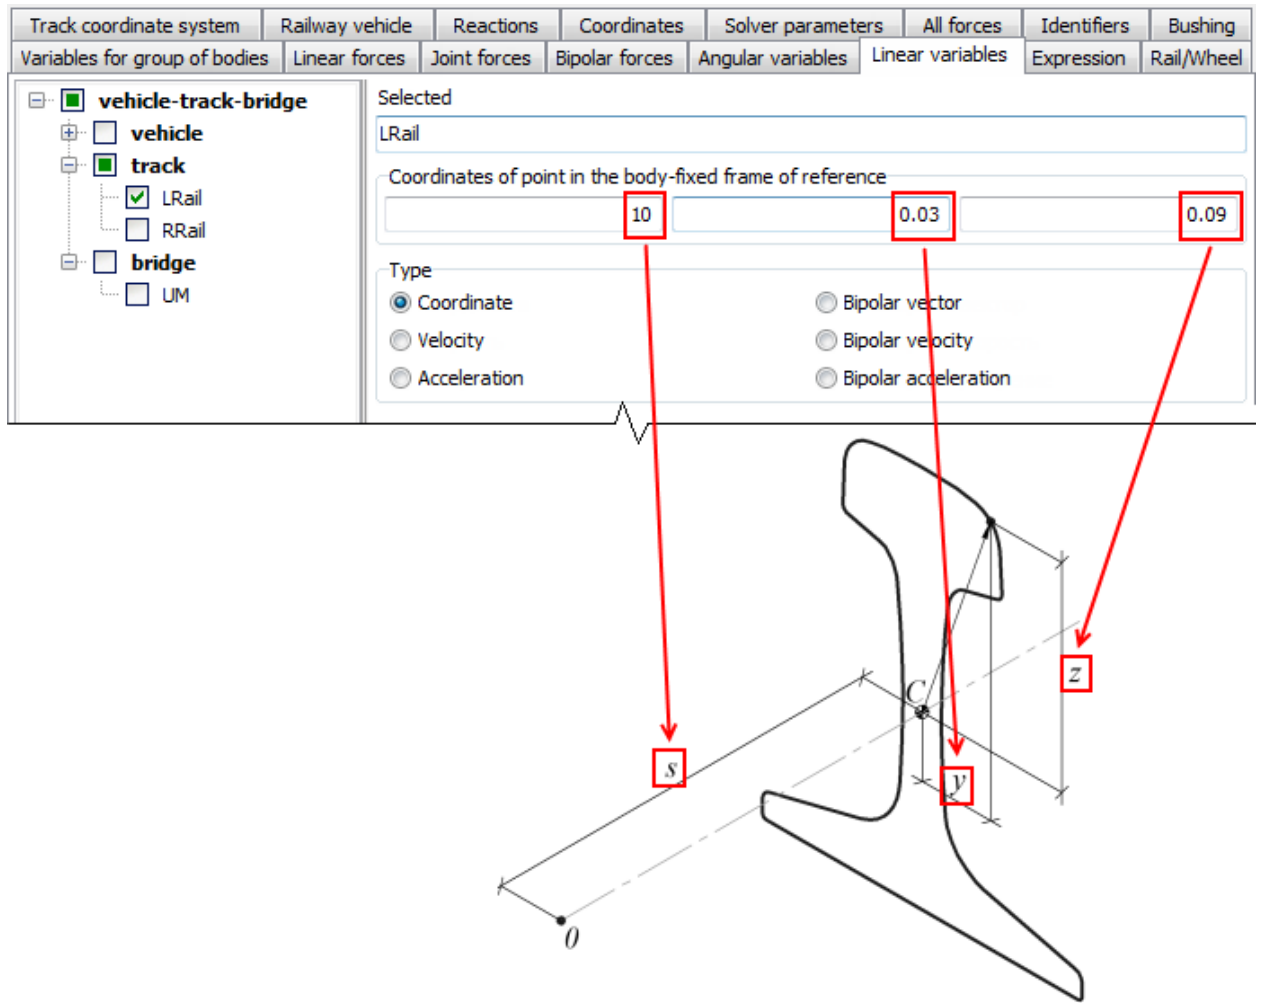 Track coordinate system Railway vehicle Reactions Coordinates Solver parameters All forces Identifiers Bushing
Variables for group of bodies Linear forces Joint forces Bipolar forces Angular variables Linear variables Expression Rail/Wheel
vehicle-track-bridge
vehicle
track
LRail
RRail
bridge
UM
Selected
LRail
Coordinates of point in the body-fixed frame of reference
10 0.03 0.09
Type
Coordinate Bipolar vector
Velocity Bipolar velocity
Acceleration Bipolar acceleration
z
C
s
y
0